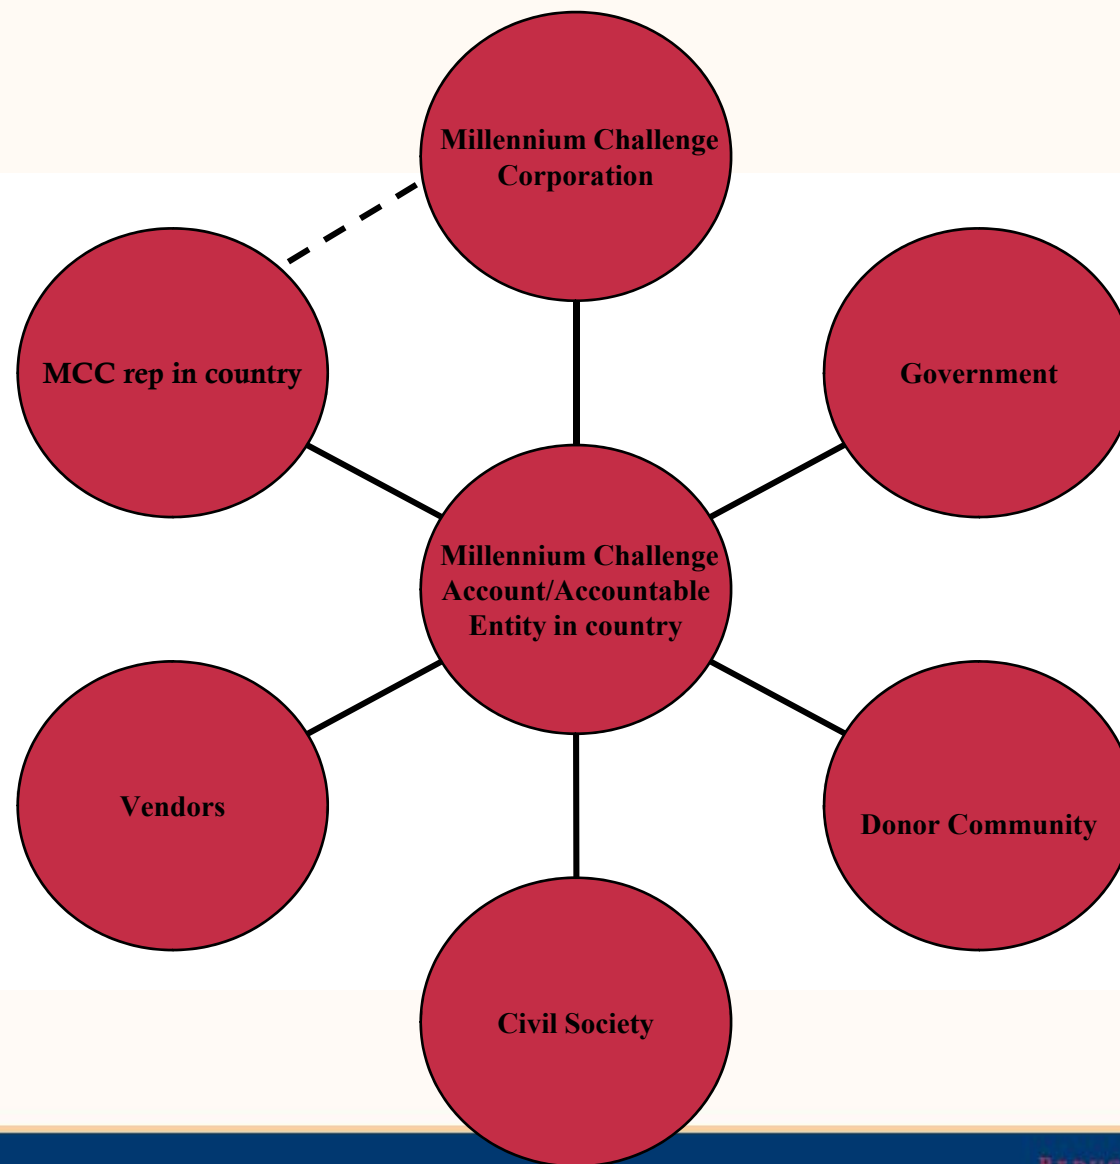 Millennium Challenge
Corporation
MCC rep in country
Government
Millennium Challenge
Account/Accountable
Entity in country
Vendors
Donor Community
Civil Society